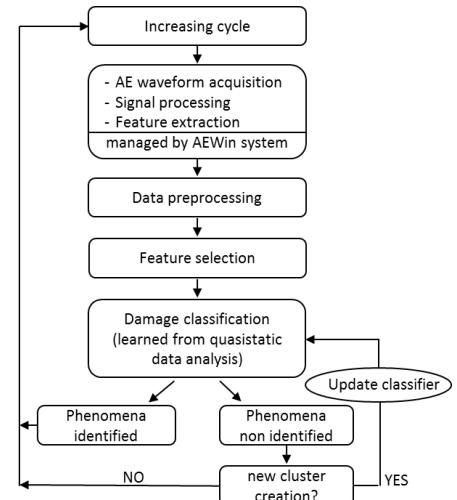 Increasing cycle
- AE waveform acquisition
- Signal processing
- Feature extraction
managed by AEWin system
Data preprocessing
Feature selection
Damage classification
(learned from quasistatic
data analysis)
Update classifier
Phenomena
identified
Phenomena
non identified
NO
new cluster
creation?
YES